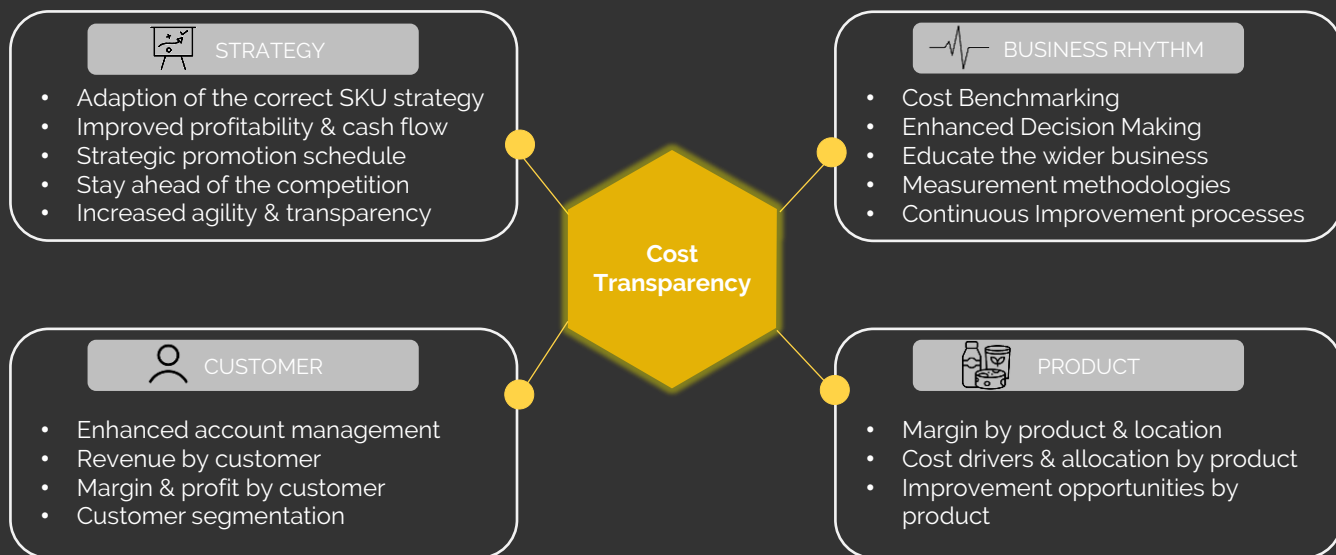 STRATEGY
• Adaption of the correct SKU strategy
• Improved profitability & cash flow
• Strategic promotion schedule
• Stay ahead of the competition
• Increased agility & transparency
BUSINESS RHYTHM
• Cost Benchmarking
• Enhanced Decision Making
• Educate the wider business
• Measurement methodologies
• Continuous Improvement processes
Cost
Transparency
CUSTOMER
• Enhanced account management
• Revenue by customer
• Margin & profit by customer
• Customer segmentation
PRODUCT
• Margin by product & location
• Cost drivers & allocation by product
• Improvement opportunities by
product